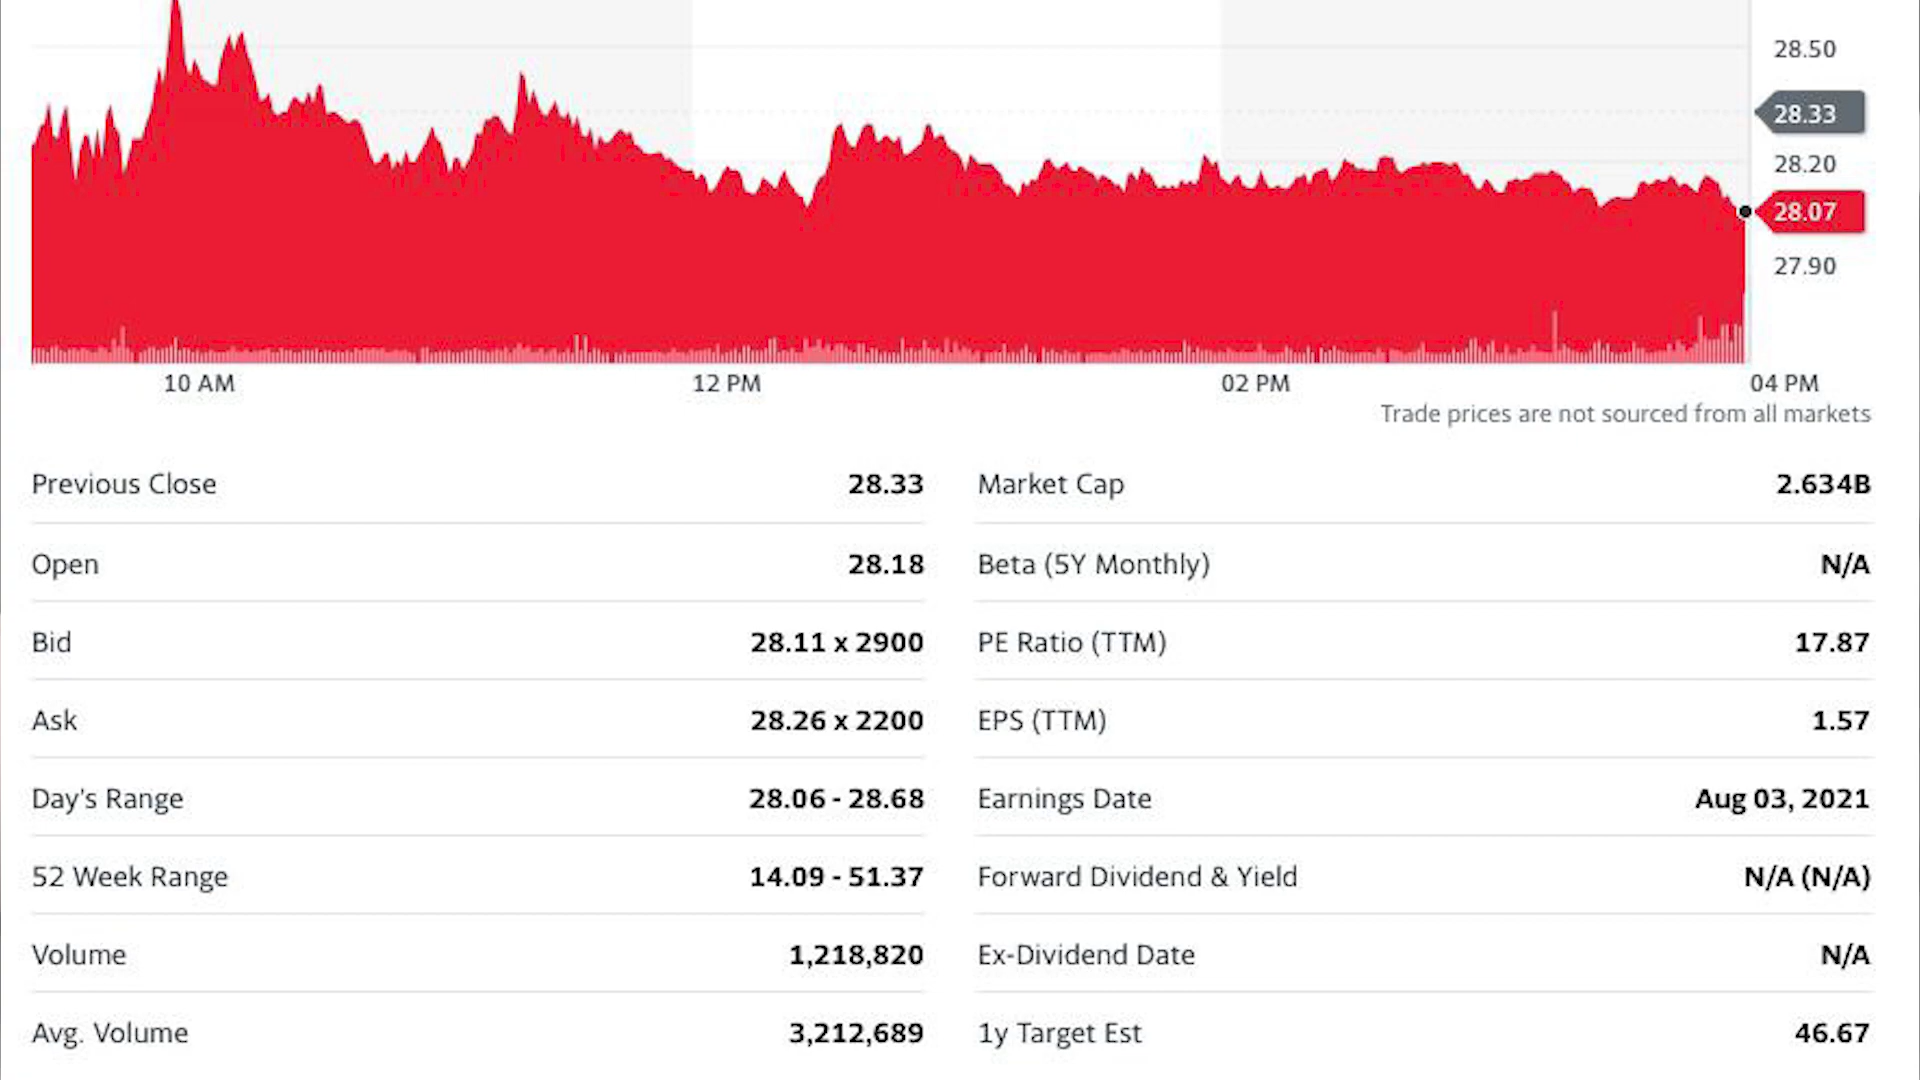 28.50
28.33
28.20
28.07
27.90
10 AM 12 PM 02 PM 04 PM
Trade prices are not sourced from all markets
Previous Close 28.33
Open 28.18
Bid 28.11 x 2900
Ask 28.26 x 2200
Day's Range 28.06 - 28.68
52 Week Range 14.09 - 51.37
Volume 1,218,820
Avg. Volume 3,212,689
Market Cap 2.634B
Beta (5Y Monthly) N/A
PE Ratio (TTM) 17.87
EPS (TTM) 1.57
Earnings Date Aug 03, 2021
Forward Dividend & Yield N/A (N/A)
Ex-Dividend Date N/A
1y Target Est 46.67